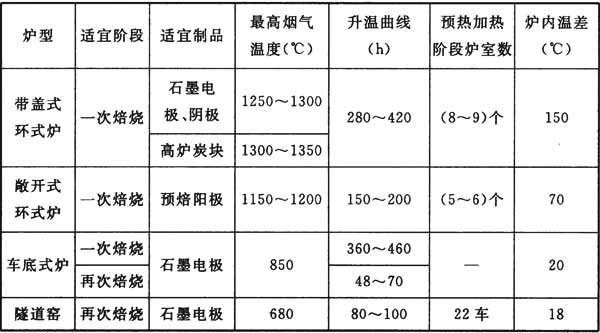 炉型 适宜阶段 适宜制品 最高烟气温度(℃) 升温曲线(h) 预热加热阶段炉室数 炉内温差(℃)
带盖式环式炉 一次焙烧 石墨电极、阴极 1250～1300 280～420 (8～9)个 150
高炉炭块 1300～1350
敞开式环式炉 一次焙烧 预焙阳极 1150～1200 150～200 (5～6)个 70
车底式炉 一次焙烧 石墨电极 850 360～460 — 20
再次焙烧 48～70
隧道窑 再次焙烧 石墨电极 680 80～100 22车 18